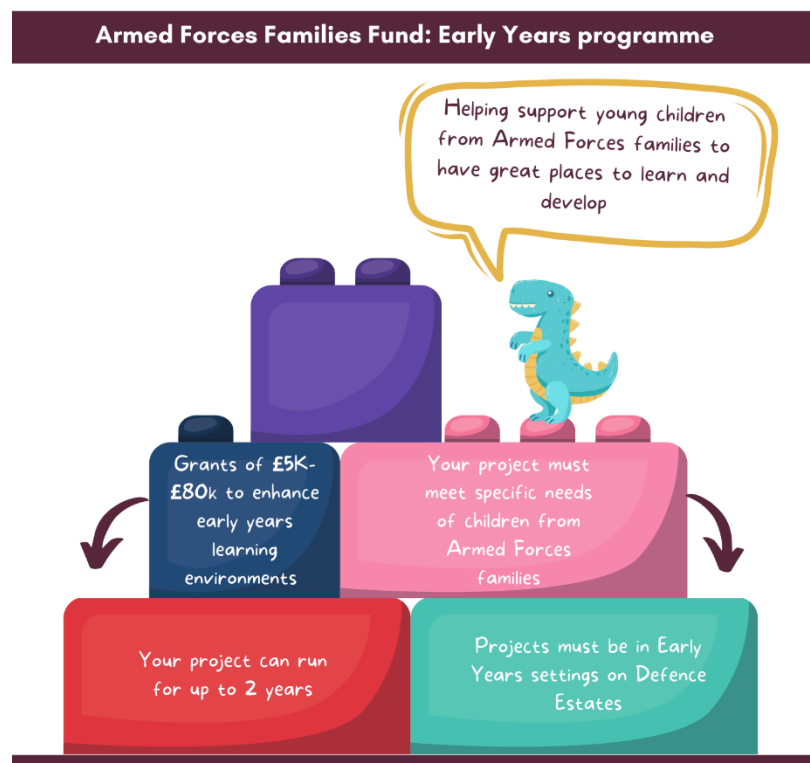 Armed Forces Families Fund: Early Years programme
Helping support young children
from Armed Forces families to
have great places to learn and
develop
Grants of £5K-
£80k to enhance
early years
learning
environments
Your project must
meet specific needs
of children from
Armed Forces
families
Your project can run
for up to 2 years
Projects must be in Early
Years settings on Defence
Estates